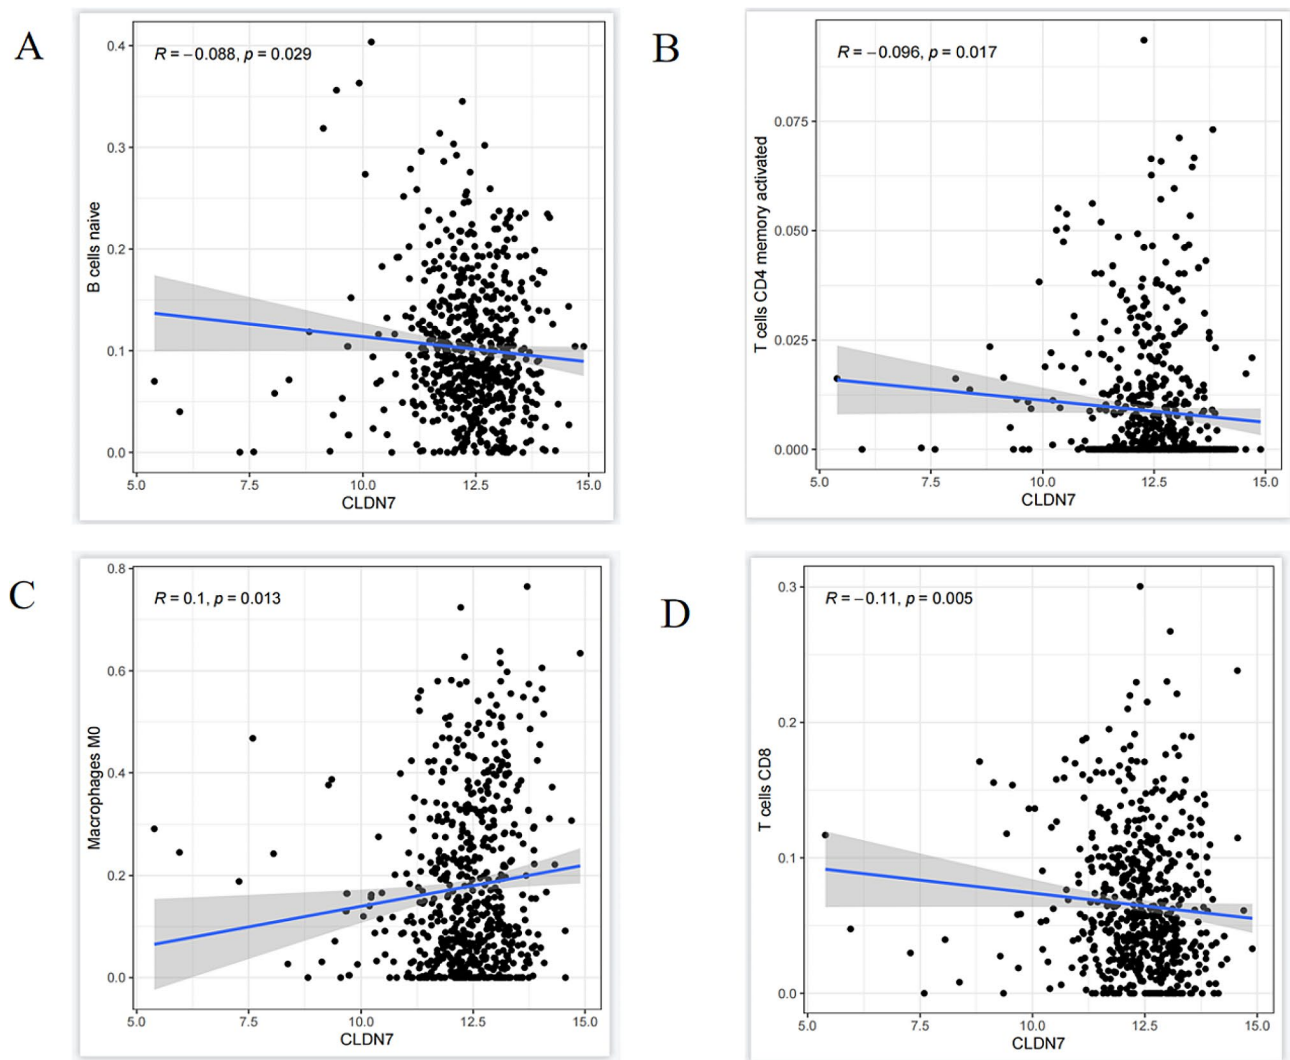 A
R = −0.088, p = 0.029
B cells naive
0.4
0.3
0.2
0.1
0.0
5.0 7.5 10.0 12.5 15.0
CLDN7
B
R = −0.096, p = 0.017
T cells CD4 memory activated
0.075
0.050
0.025
0.000
5.0 7.5 10.0 12.5 15.0
CLDN7
C
R = 0.1, p = 0.013
Macrophages M0
0.8
0.6
0.4
0.2
0.0
5.0 7.5 10.0 12.5 15.0
CLDN7
D
R = −0.11, p = 0.005
T cells CD8
0.3
0.2
0.1
0.0
5.0 7.5 10.0 12.5 15.0
CLDN7